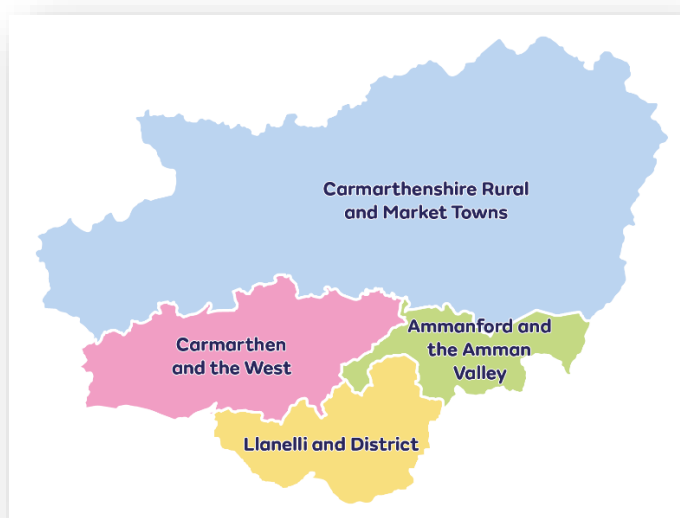 Carmarthenshire Rural
and Market Towns
Carmarthen
and the West
Ammanford and
the Amman
Valley
Llanelli and District